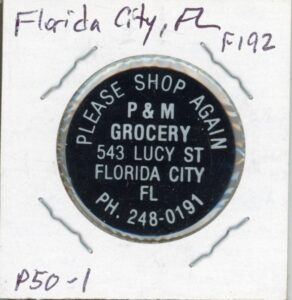 Florida City, FL
F192
PLEASE SHOP AGAIN
P & M
GROCERY
543 LUCY ST
FLORIDA CITY
FL
PH. 248-0191
P50-1